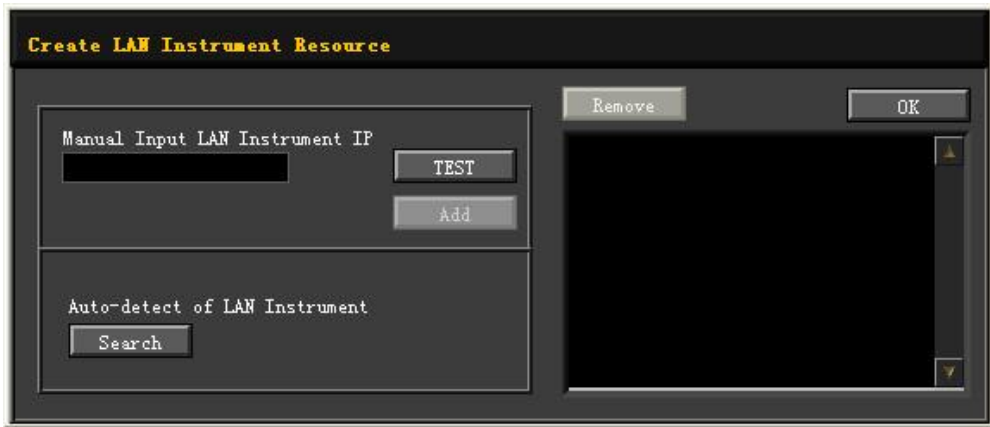 Create LAN Instrument Resource
Manual Input LAN Instrument IP
TEST
Add
Auto-detect of LAN Instrument
Search
Remove
OK